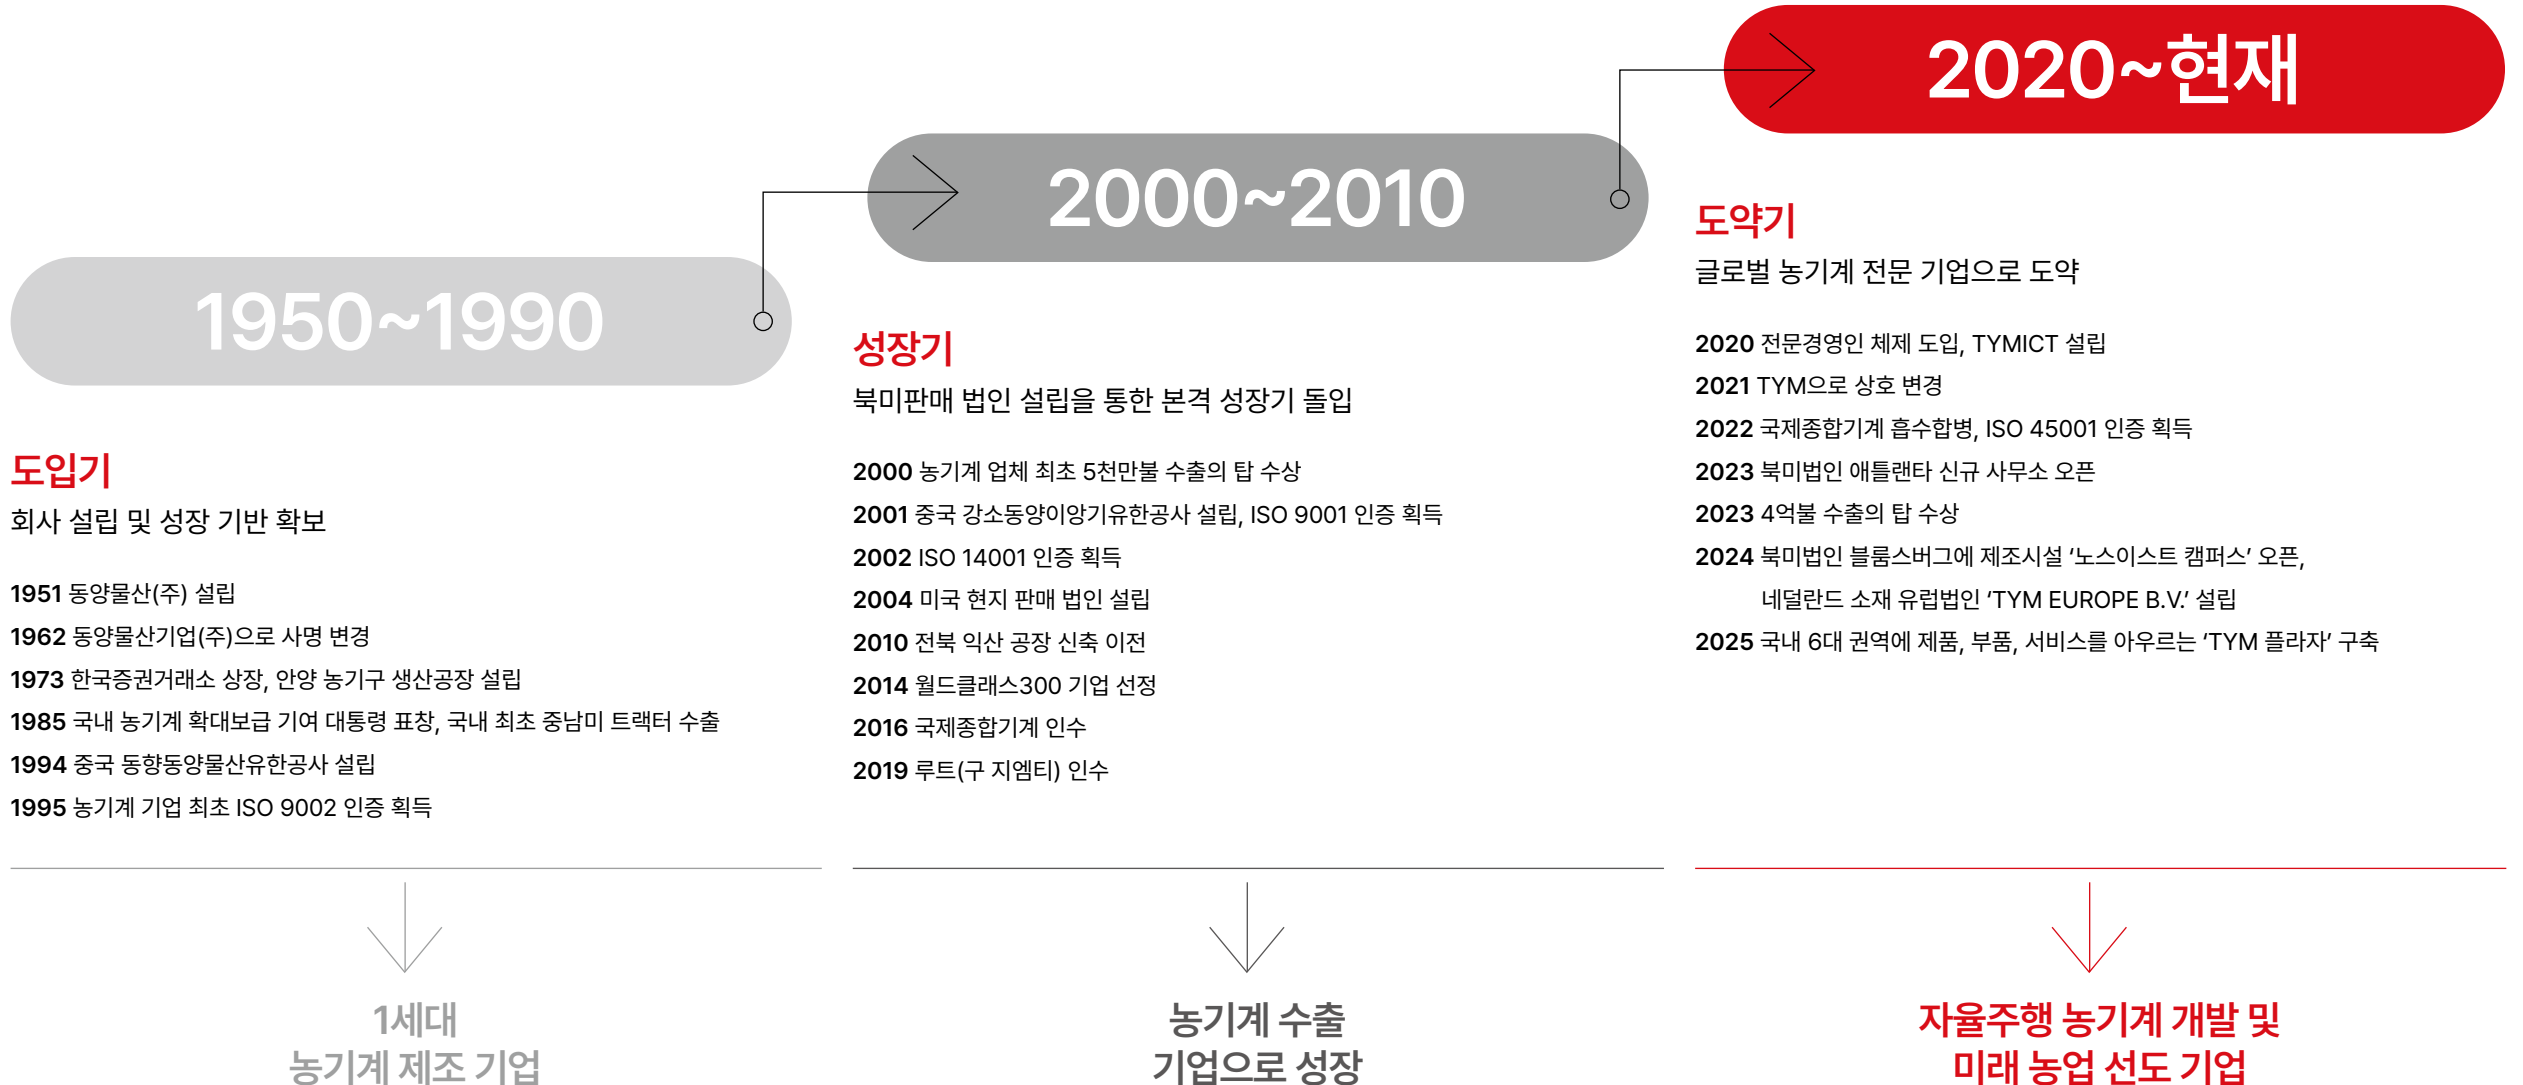 1950~1990
도입기
회사 설립 및 성장 기반 확보
1951 동양물산(주) 설립
1962 동양물산기업(주)으로 사명 변경
1973 한국증권거래소 상장, 안양 농기구 생산공장 설립
1985 국내 농기계 확대보급 기여 대통령 표창, 국내 최초 중남미 트랙터 수출
1994 중국 동향동양물산유한공사 설립
1995 농기계 기업 최초 ISO 9002 인증 획득
1세대
농기계 제조 기업
2000~2010
성장기
북미판매 법인 설립을 통한 본격 성장기 돌입
2000 농기계 업체 최초 5천만불 수출의 탑 수상
2001 중국 강소동양이앙기유한공사 설립, ISO 9001 인증 획득
2002 ISO 14001 인증 획득
2004 미국 현지 판매 법인 설립
2010 전북 익산 공장 신축 이전
2014 월드클래스300 기업 선정
2016 국제종합기계 인수
2019 루트(구 지엠티) 인수
농기계 수출
기업으로 성장
2020~현재
도약기
글로벌 농기계 전문 기업으로 도약
2020 전문경영인 체제 도입, TYMICT 설립
2021 TYM으로 상호 변경
2022 국제종합기계 흡수합병, ISO 45001 인증 획득
2023 북미법인 애틀랜타 신규 사무소 오픈
2023 4억불 수출의 탑 수상
2024 북미법인 블룸스버그에 제조시설 ‘노스이스트 캠퍼스’ 오픈,
네덜란드 소재 유럽법인 ‘TYM EUROPE B.V.’ 설립
2025 국내 6대 권역에 제품, 부품, 서비스를 아우르는 ‘TYM 플라자’ 구축
자율주행 농기계 개발 및
미래 농업 선도 기업